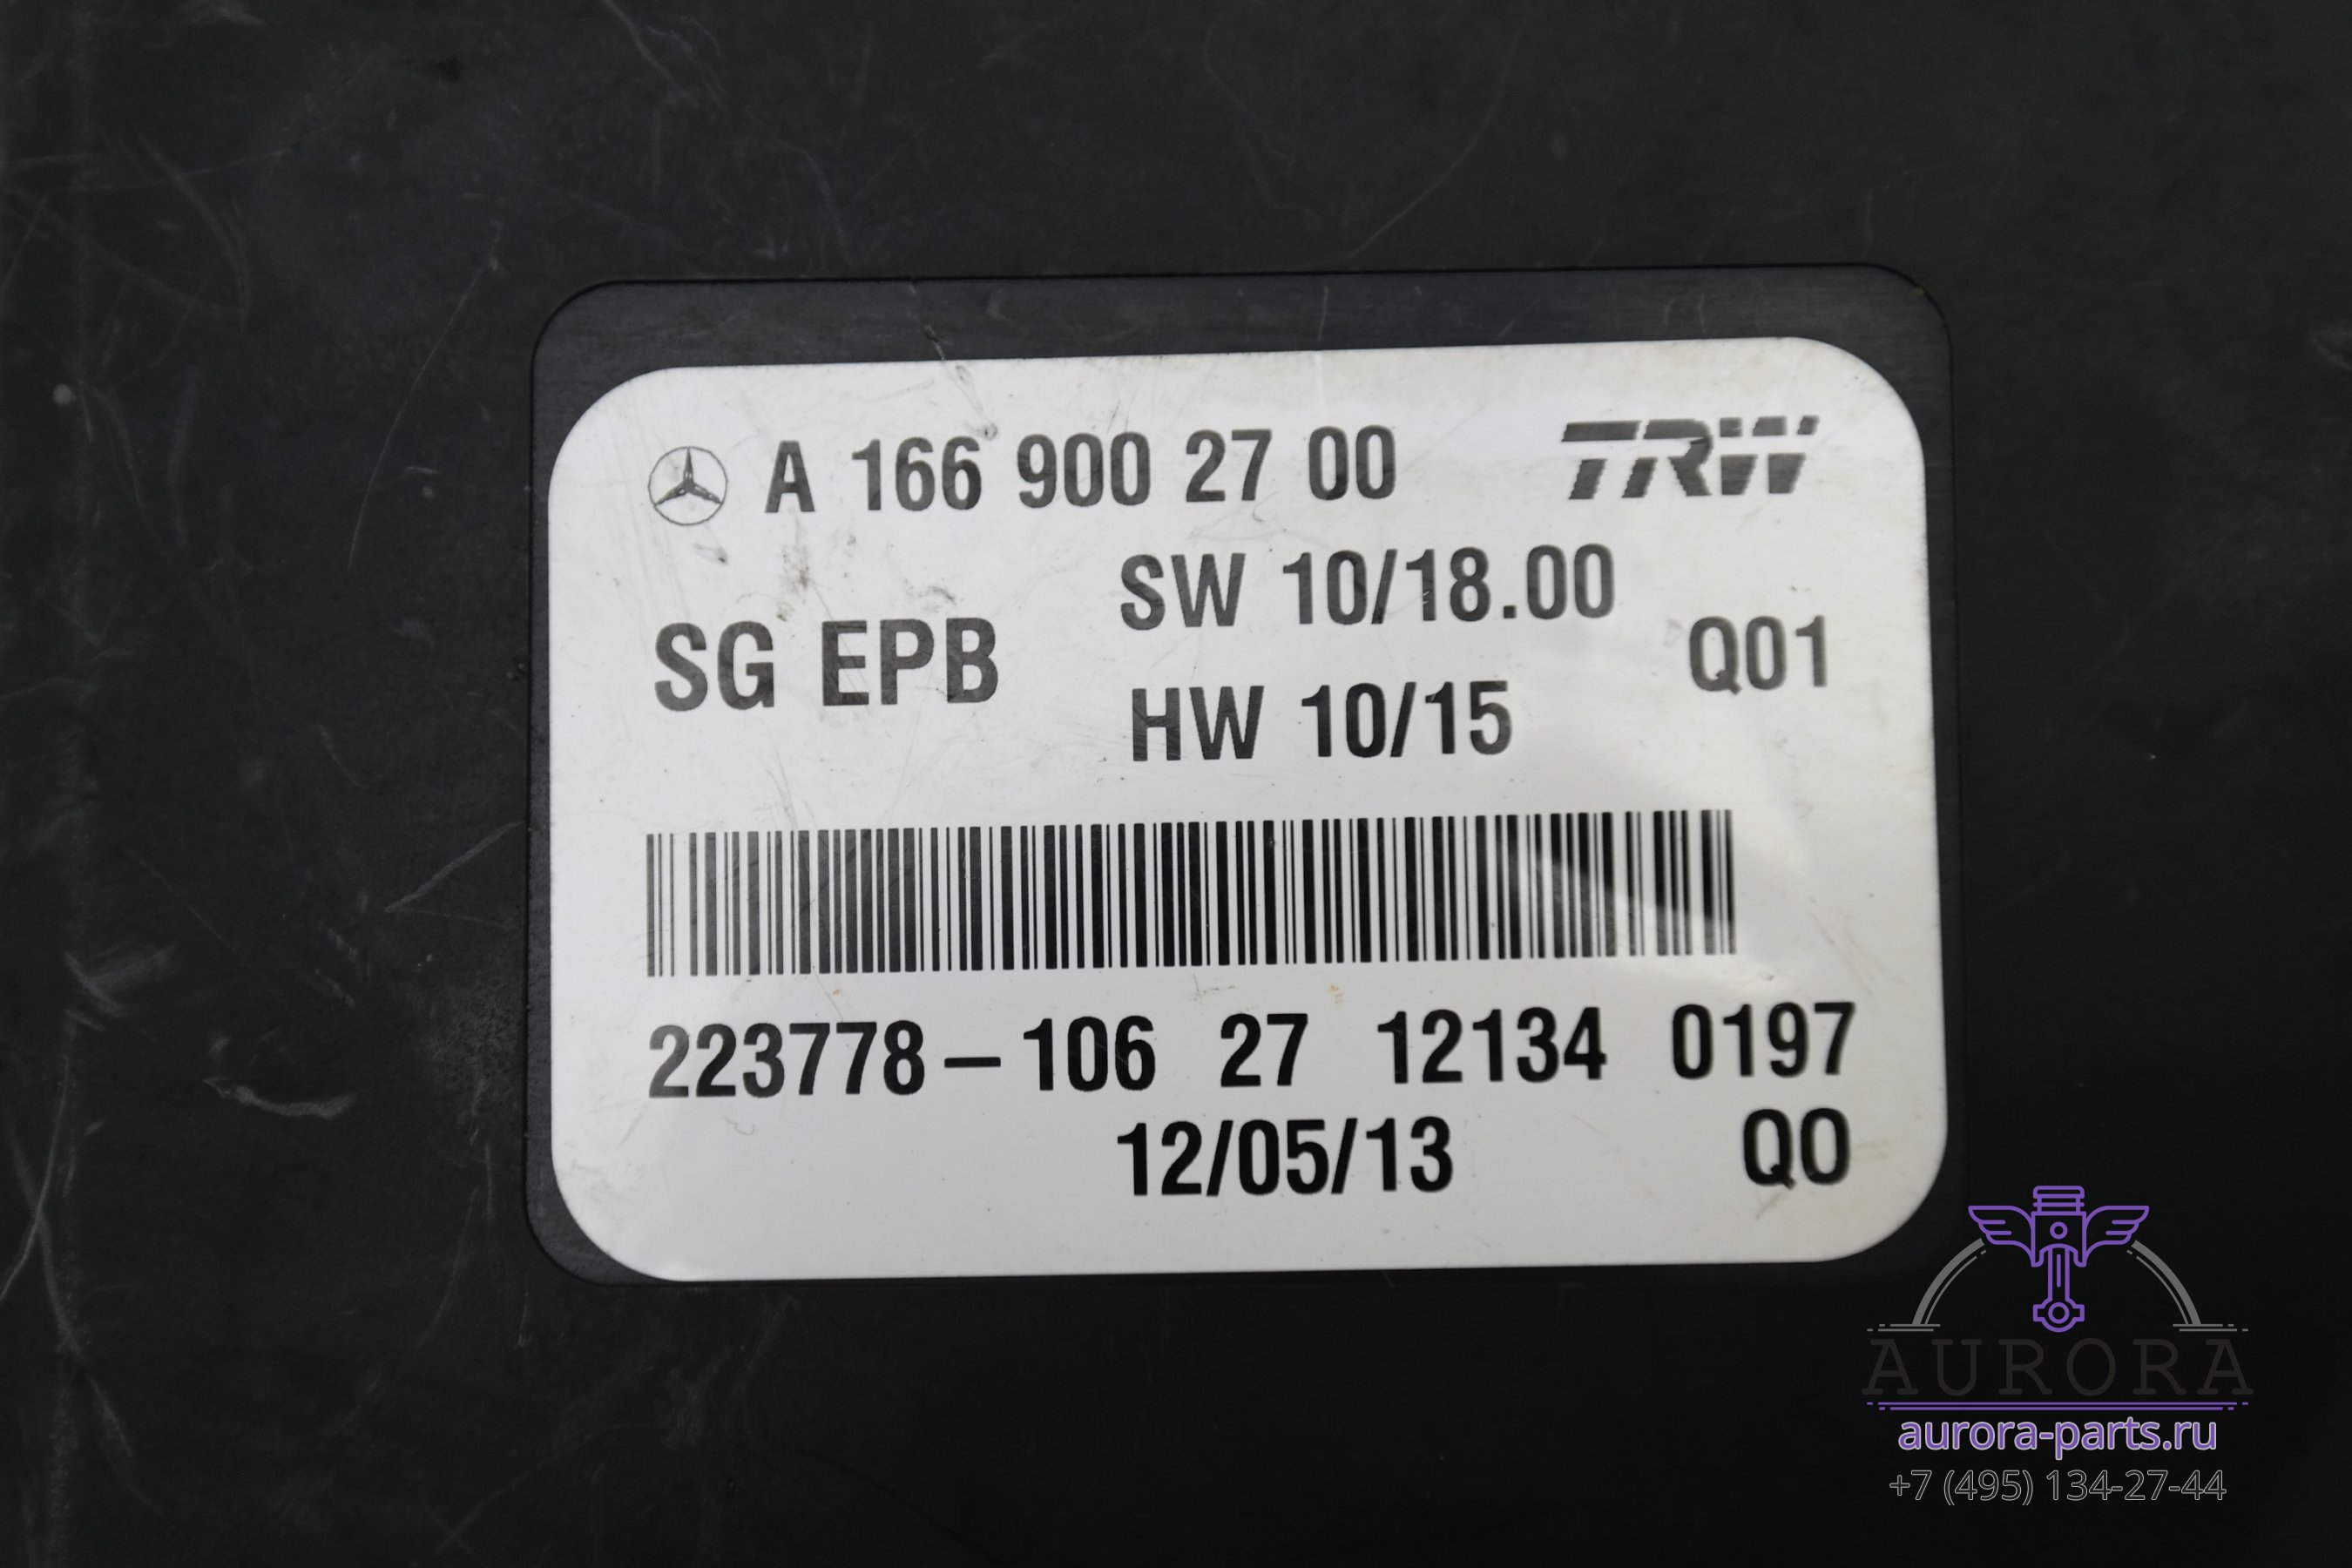 A 166 900 27 00 TRW
SW 10/18.00
SG EPB Q01
HW 10/15
223778-106 27 12134 0197
12/05/13 QO
AURORA
aurora-parts.ru
+7 (495) 134-27-44